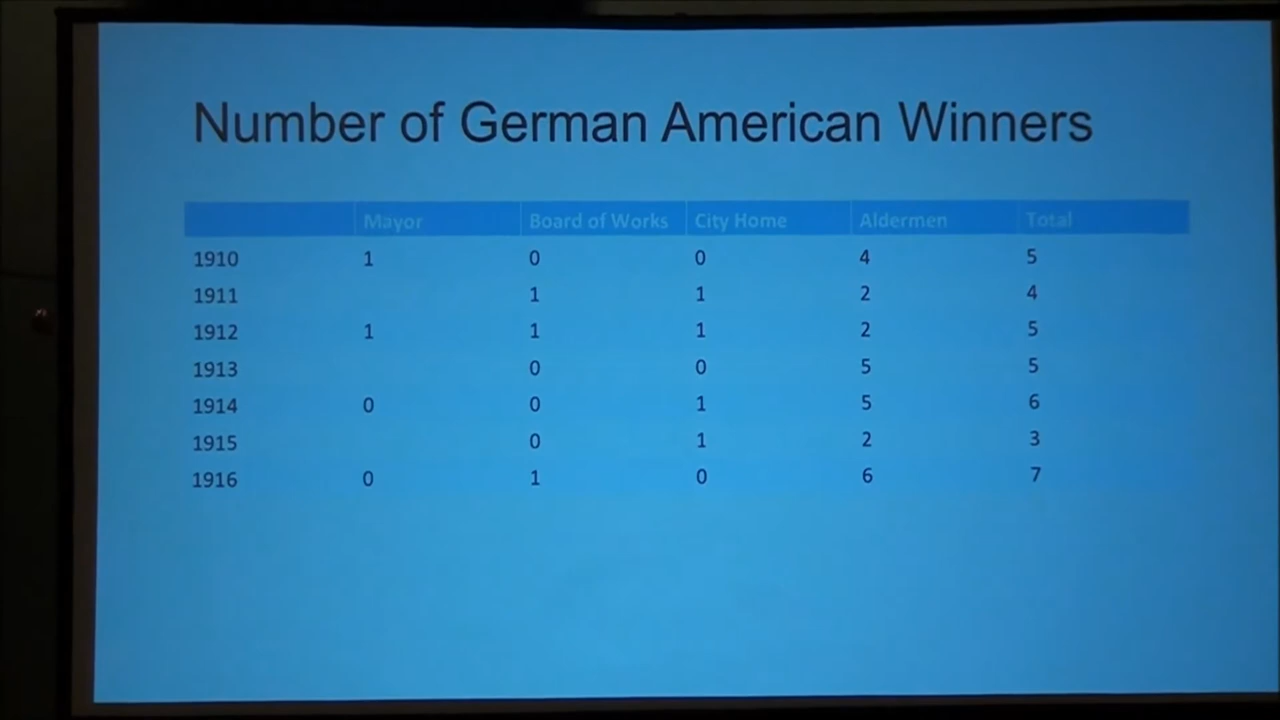 Number of German American Winners
Mayor Board of Works City Home Aldermen Total
1910 1 0 0 4 5
1911 1 1 2 4
1912 1 1 1 2 5
1913 0 0 5 5
1914 0 0 1 5 6
1915 0 1 2 3
1916 0 1 0 6 7